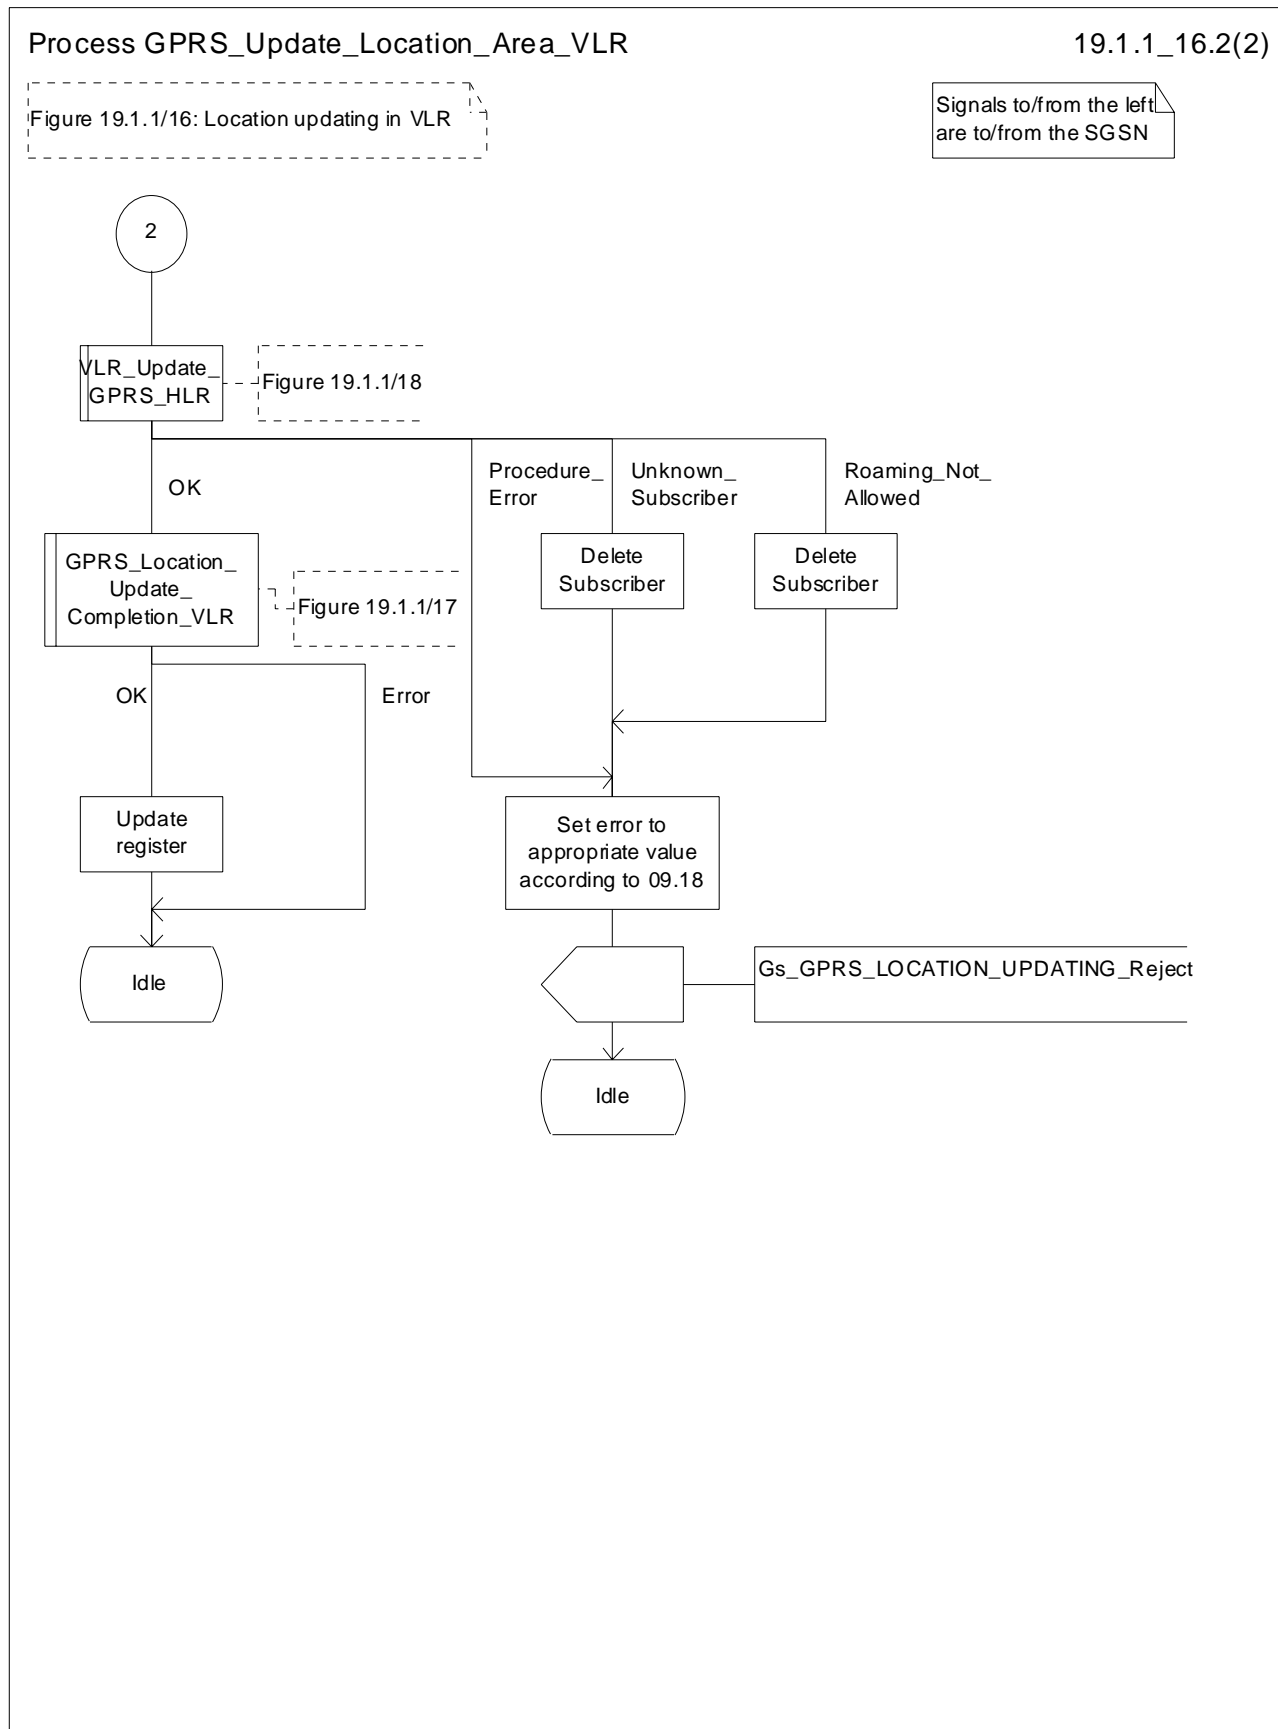 Process GPRS_Update_Location_Area_VLR
19.1.1_16.2(2)
Figure 19.1.1/16: Location updating in VLR
Signals to/from the left
are to/from the SGSN
2
VLR_Update_
GPRS_HLR
Figure 19.1.1/18
OK
Procedure_
Error
Unknown_
Subscriber
Roaming_Not_
Allowed
GPRS_Location_
Update_
Completion_VLR
Figure 19.1.1/17
Delete
Subscriber
Delete
Subscriber
OK
Error
Update
register
Set error to
appropriate value
according to 09.18
Idle
Gs_GPRS_LOCATION_UPDATING_Reject
Idle